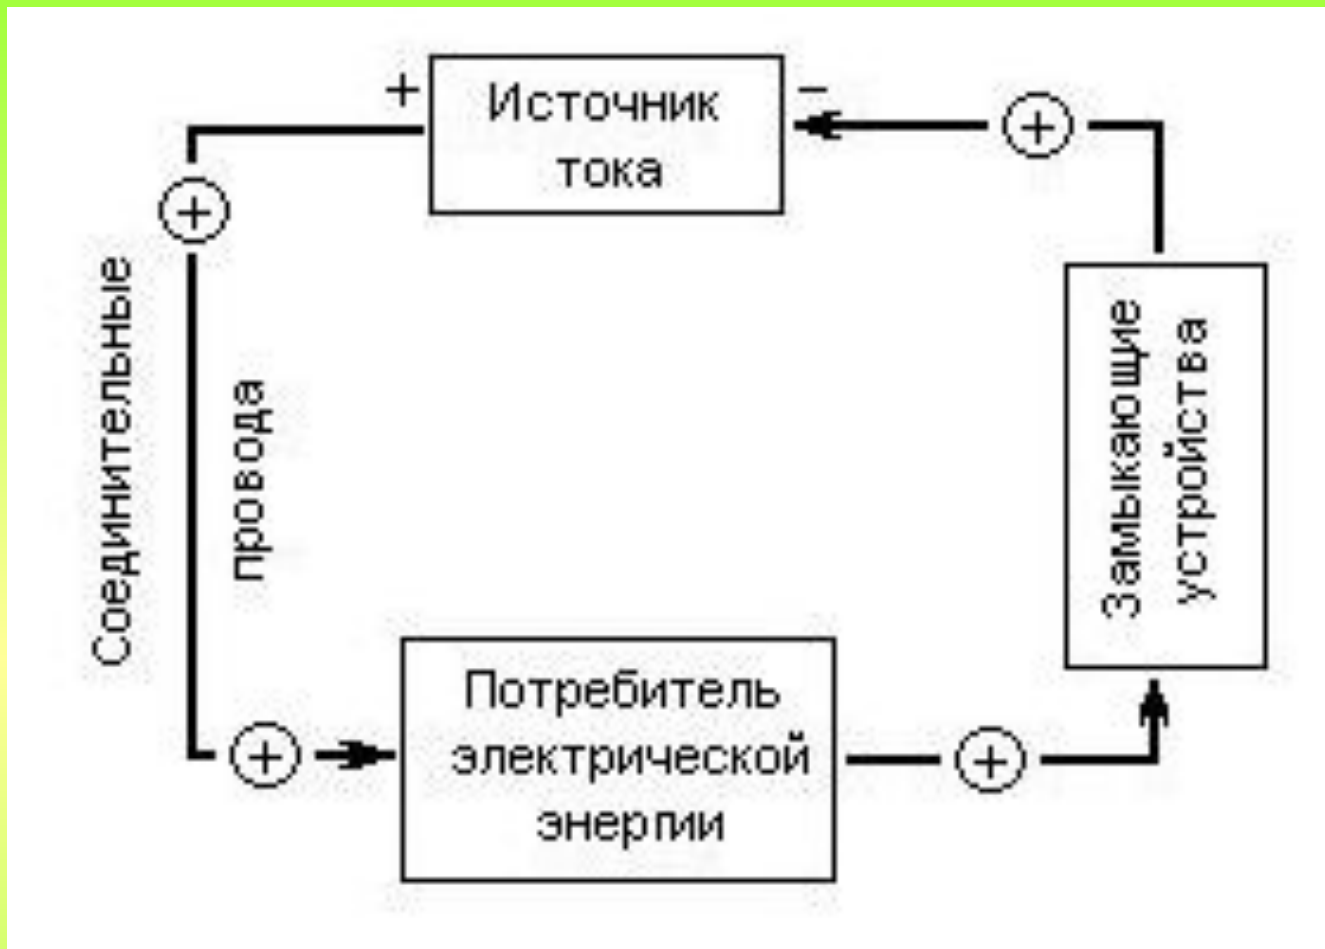 +
Источник
тока
−
+
+
Соединительные
провода
Замыкающие
устройства
+
Потребитель
электрической
энергии
+